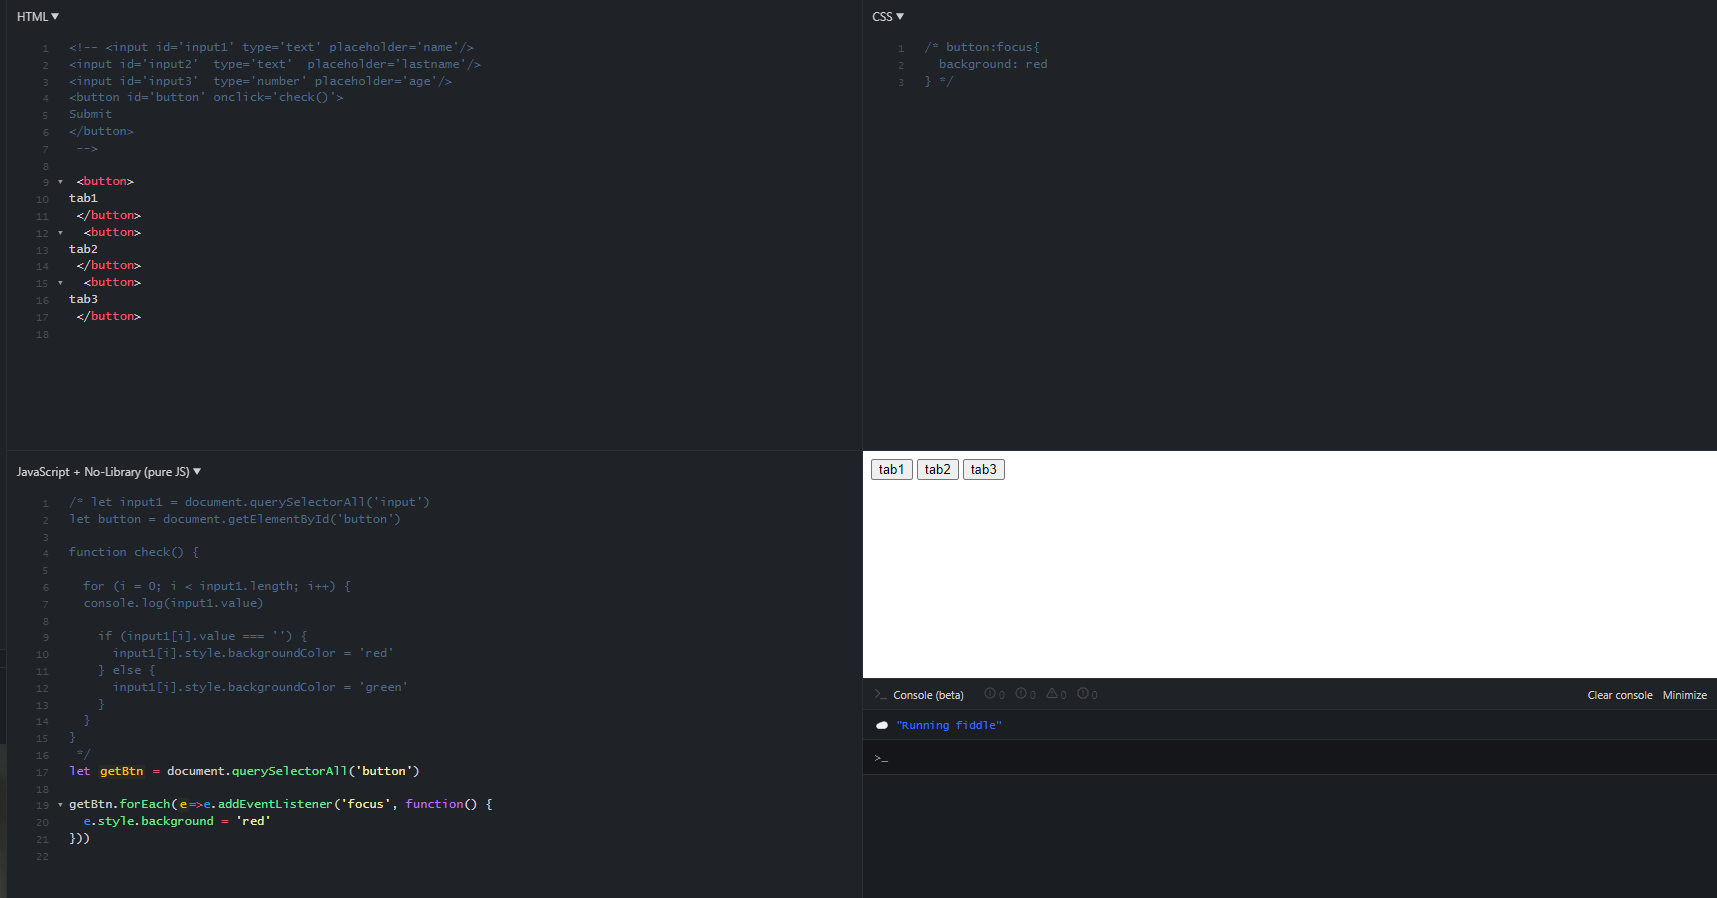 HTML ▼
1 <!-- <input id='input1' type='text' placeholder='name'/>
2 <input id='input2'  type='text'  placeholder='lastname'/>
3 <input id='input3'  type='number' placeholder='age'/>
4 <button id='button' onclick='check()'>
5 Submit
6 </button>
7  -->
8
9 ▾  <button>
10 tab1
11  </button>
12 ▾   <button>
13 tab2
14  </button>
15 ▾   <button>
16 tab3
17  </button>
18
CSS ▼
1 /* button:focus{
2   background: red
3 } */
JavaScript + No-Library (pure JS) ▼
1 /* let input1 = document.querySelectorAll('input')
2 let button = document.getElementById('button')
3
4 function check() {
5
6   for (i = 0; i < input1.length; i++) {
7   console.log(input1.value)
8
9     if (input1[i].value === '') {
10       input1[i].style.backgroundColor = 'red'
11     } else {
12       input1[i].style.backgroundColor = 'green'
13     }
14   }
15 }
16  */
17 let getBtn = document.querySelectorAll('button')
18
19 ▾ getBtn.forEach(e=>e.addEventListener('focus', function() {
20   e.style.background = 'red'
21 }))
22
tab1 tab2 tab3
>_ Console (beta) 0 0 0 0 Clear console Minimize
"Running fiddle"
>_